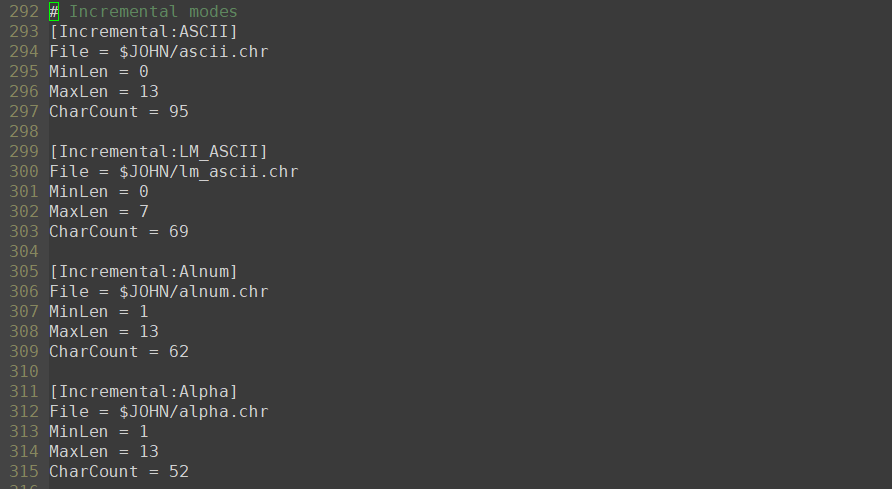 292 # Incremental modes
293 [Incremental:ASCII]
294 File = $JOHN/ascii.chr
295 MinLen = 0
296 MaxLen = 13
297 CharCount = 95
298
299 [Incremental:LM_ASCII]
300 File = $JOHN/lm_ascii.chr
301 MinLen = 0
302 MaxLen = 7
303 CharCount = 69
304
305 [Incremental:Alnum]
306 File = $JOHN/alnum.chr
307 MinLen = 1
308 MaxLen = 13
309 CharCount = 62
310
311 [Incremental:Alpha]
312 File = $JOHN/alpha.chr
313 MinLen = 1
314 MaxLen = 13
315 CharCount = 52